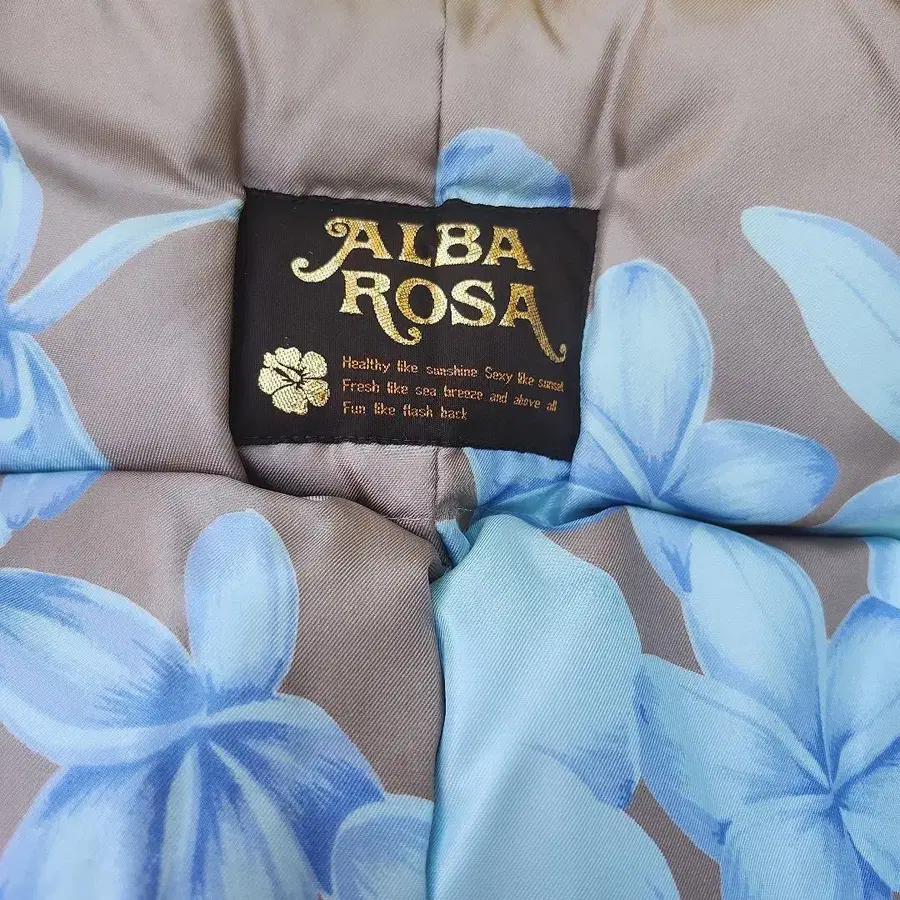 ALBA
ROSA
Healthy like sunshine Sexy like sunset
Fresh like sea breeze and above all
Fun like flash back